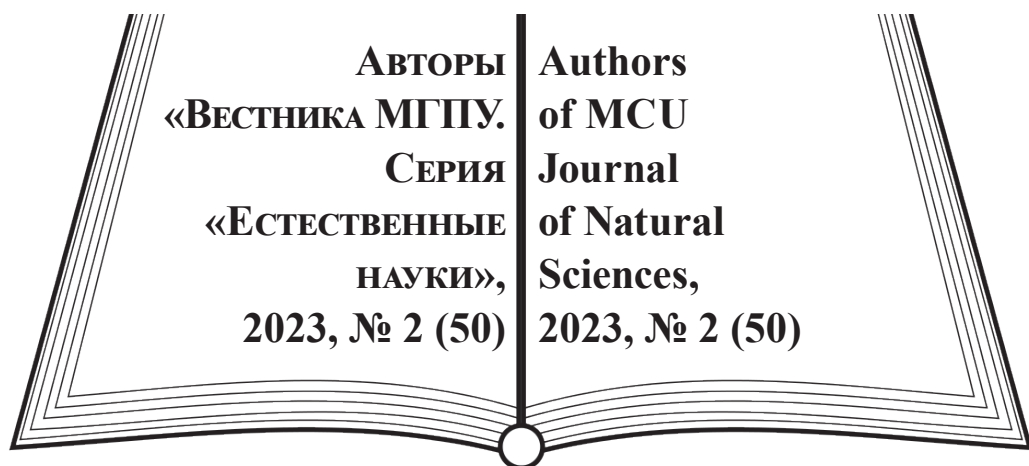 Авторы
«Вестника МГПУ.
Серия
«Естественные
науки»,
2023, № 2 (50)
Authors
of MCU
Journal
of Natural
Sciences,
2023, № 2 (50)